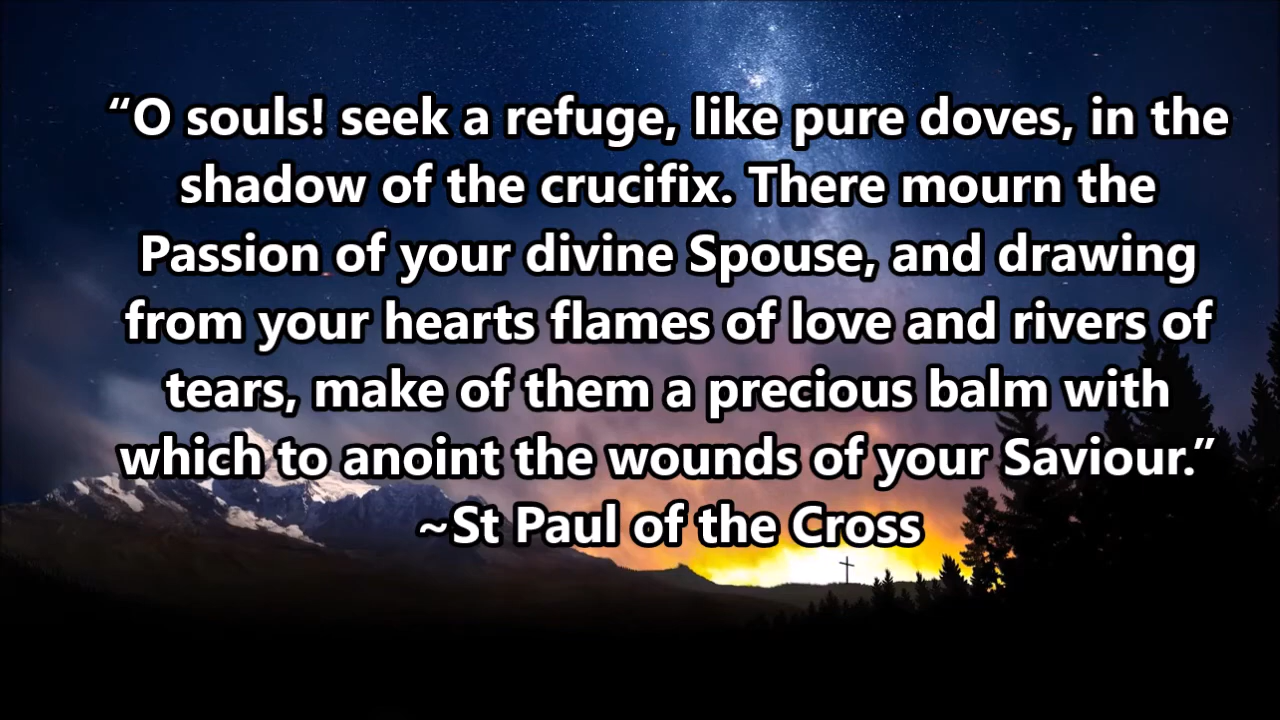 “O souls! seek a refuge, like pure doves, in the
shadow of the crucifix. There mourn the
Passion of your divine Spouse, and drawing
from your hearts flames of love and rivers of
tears, make of them a precious balm with
which to anoint the wounds of your Saviour.”
~St Paul of the Cross